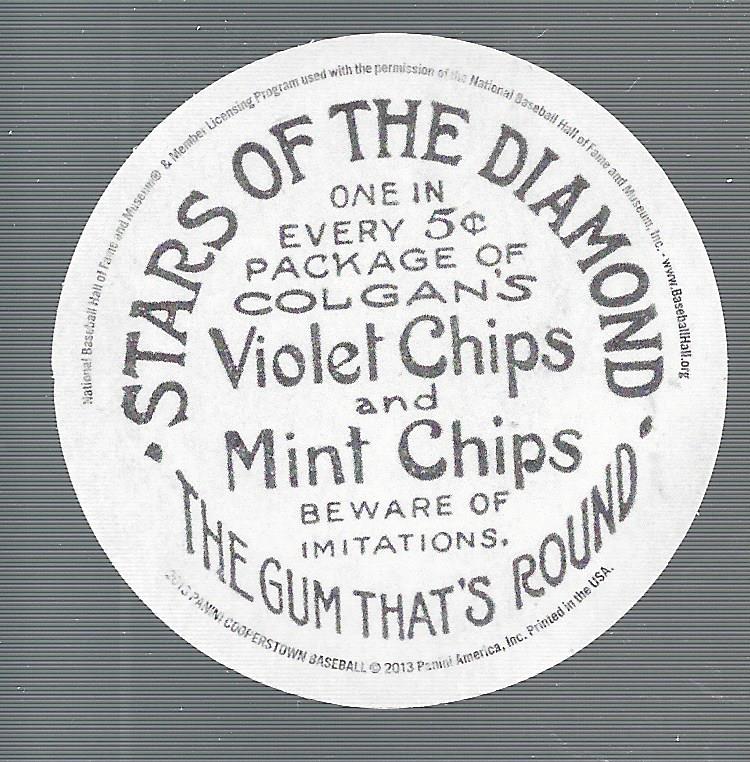 National Baseball Hall of Fame and Museum® & Member Licensing Program used with the permission of the National Baseball Hall of Fame and Museum, Inc. - www.BaseballHall.org
STARS OF THE DIAMOND
ONE IN
EVERY 5¢
PACKAGE OF
COLGAN'S
Violet Chips
and
Mint Chips
BEWARE OF
IMITATIONS.
• THE GUM THAT'S ROUND •
2013 PANINI COOPERSTOWN BASEBALL © 2013 Panini America, Inc. Printed in the USA.